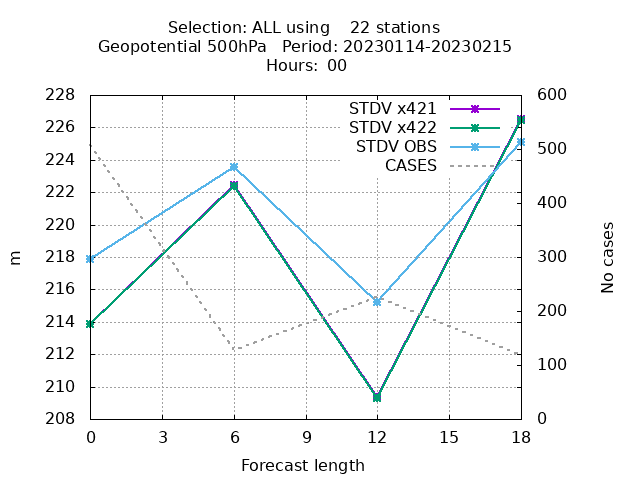 Selection: ALL using    22 stations
Geopotential 500hPa   Period: 20230114-20230215
Hours: 00
228
226
224
222
220
218
216
214
212
210
208
600
500
400
300
200
100
0
m
No cases
STDV x421
STDV x422
STDV OBS
CASES
0 3 6 9 12 15 18
Forecast length